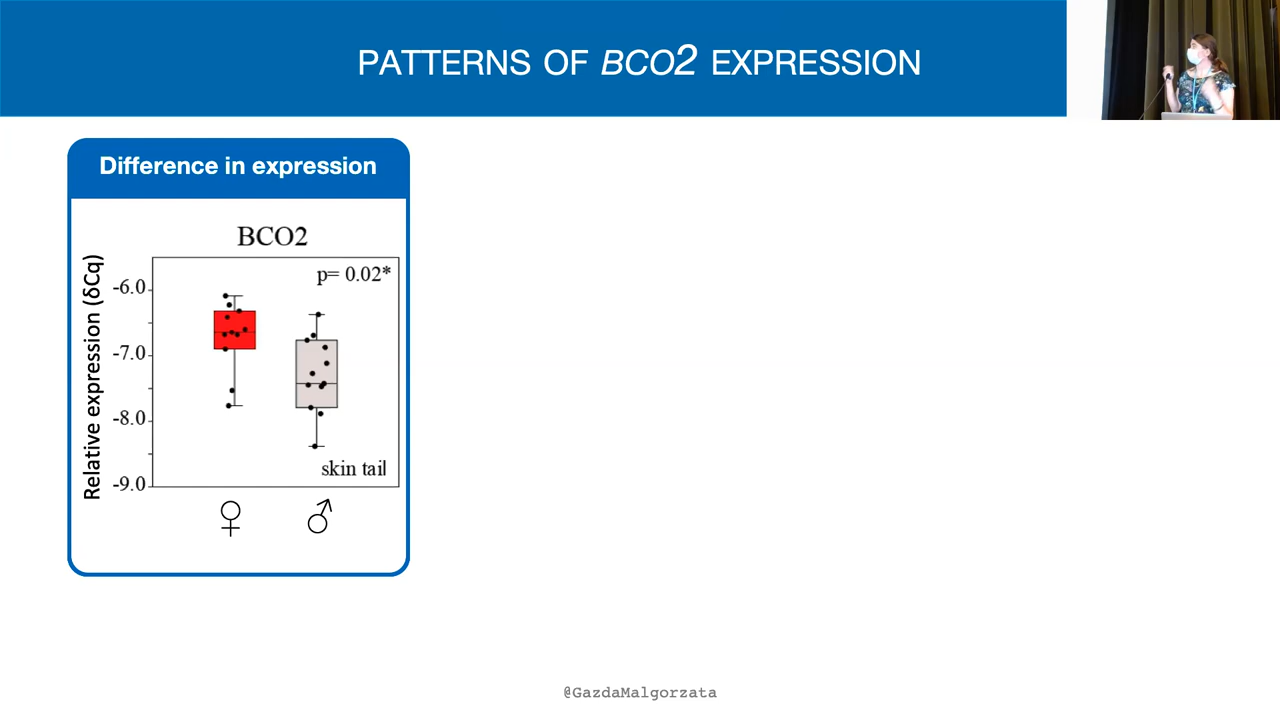 PATTERNS OF BCO2 EXPRESSION
Difference in expression
BCO2
p= 0.02*
Relative expression (δCq)
-6.0
-7.0
-8.0
-9.0
skin tail
♀ ♂
@GazdaMalgorzata